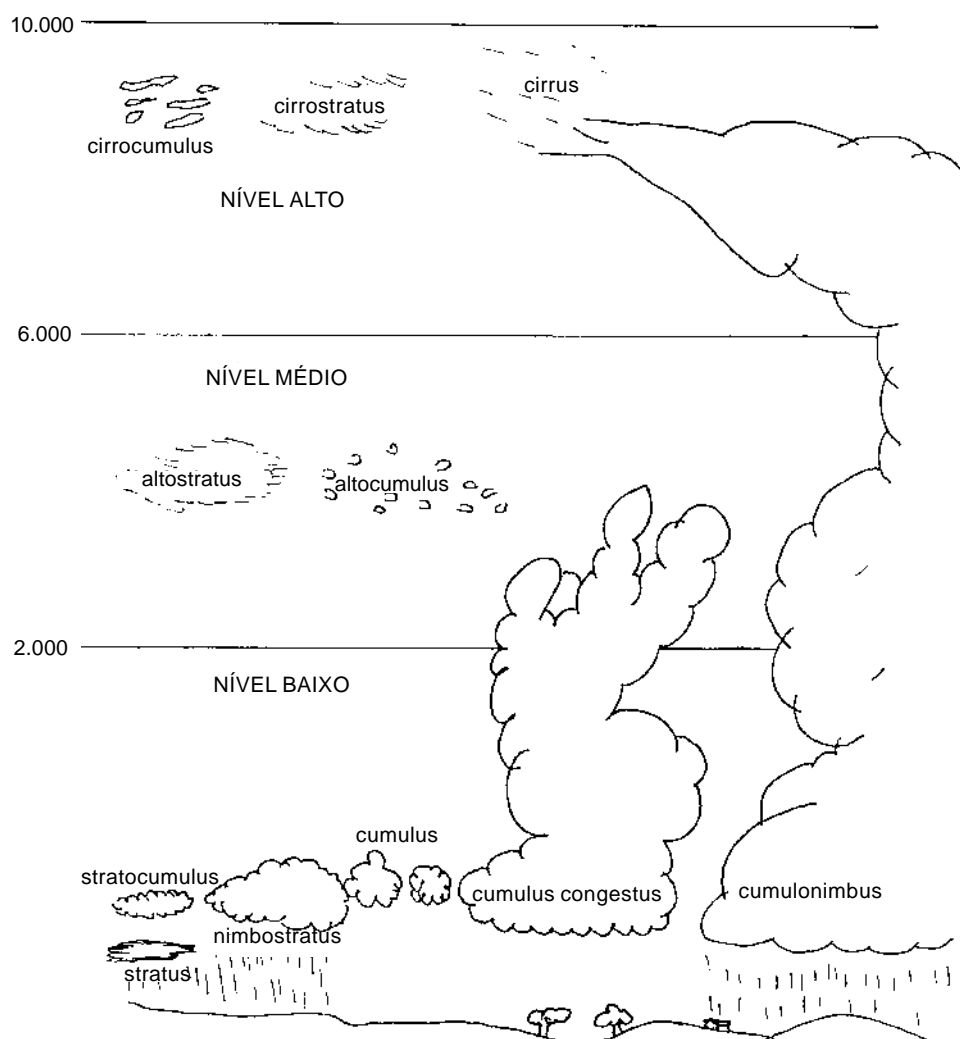 10.000
cirrus
cirrostratus
cirrocumulus
NÍVEL ALTO
6.000
NÍVEL MÉDIO
altostratus
altocumulus
2.000
NÍVEL BAIXO
cumulus
stratocumulus
cumulus congestus
cumulonimbus
nimbostratus
stratus